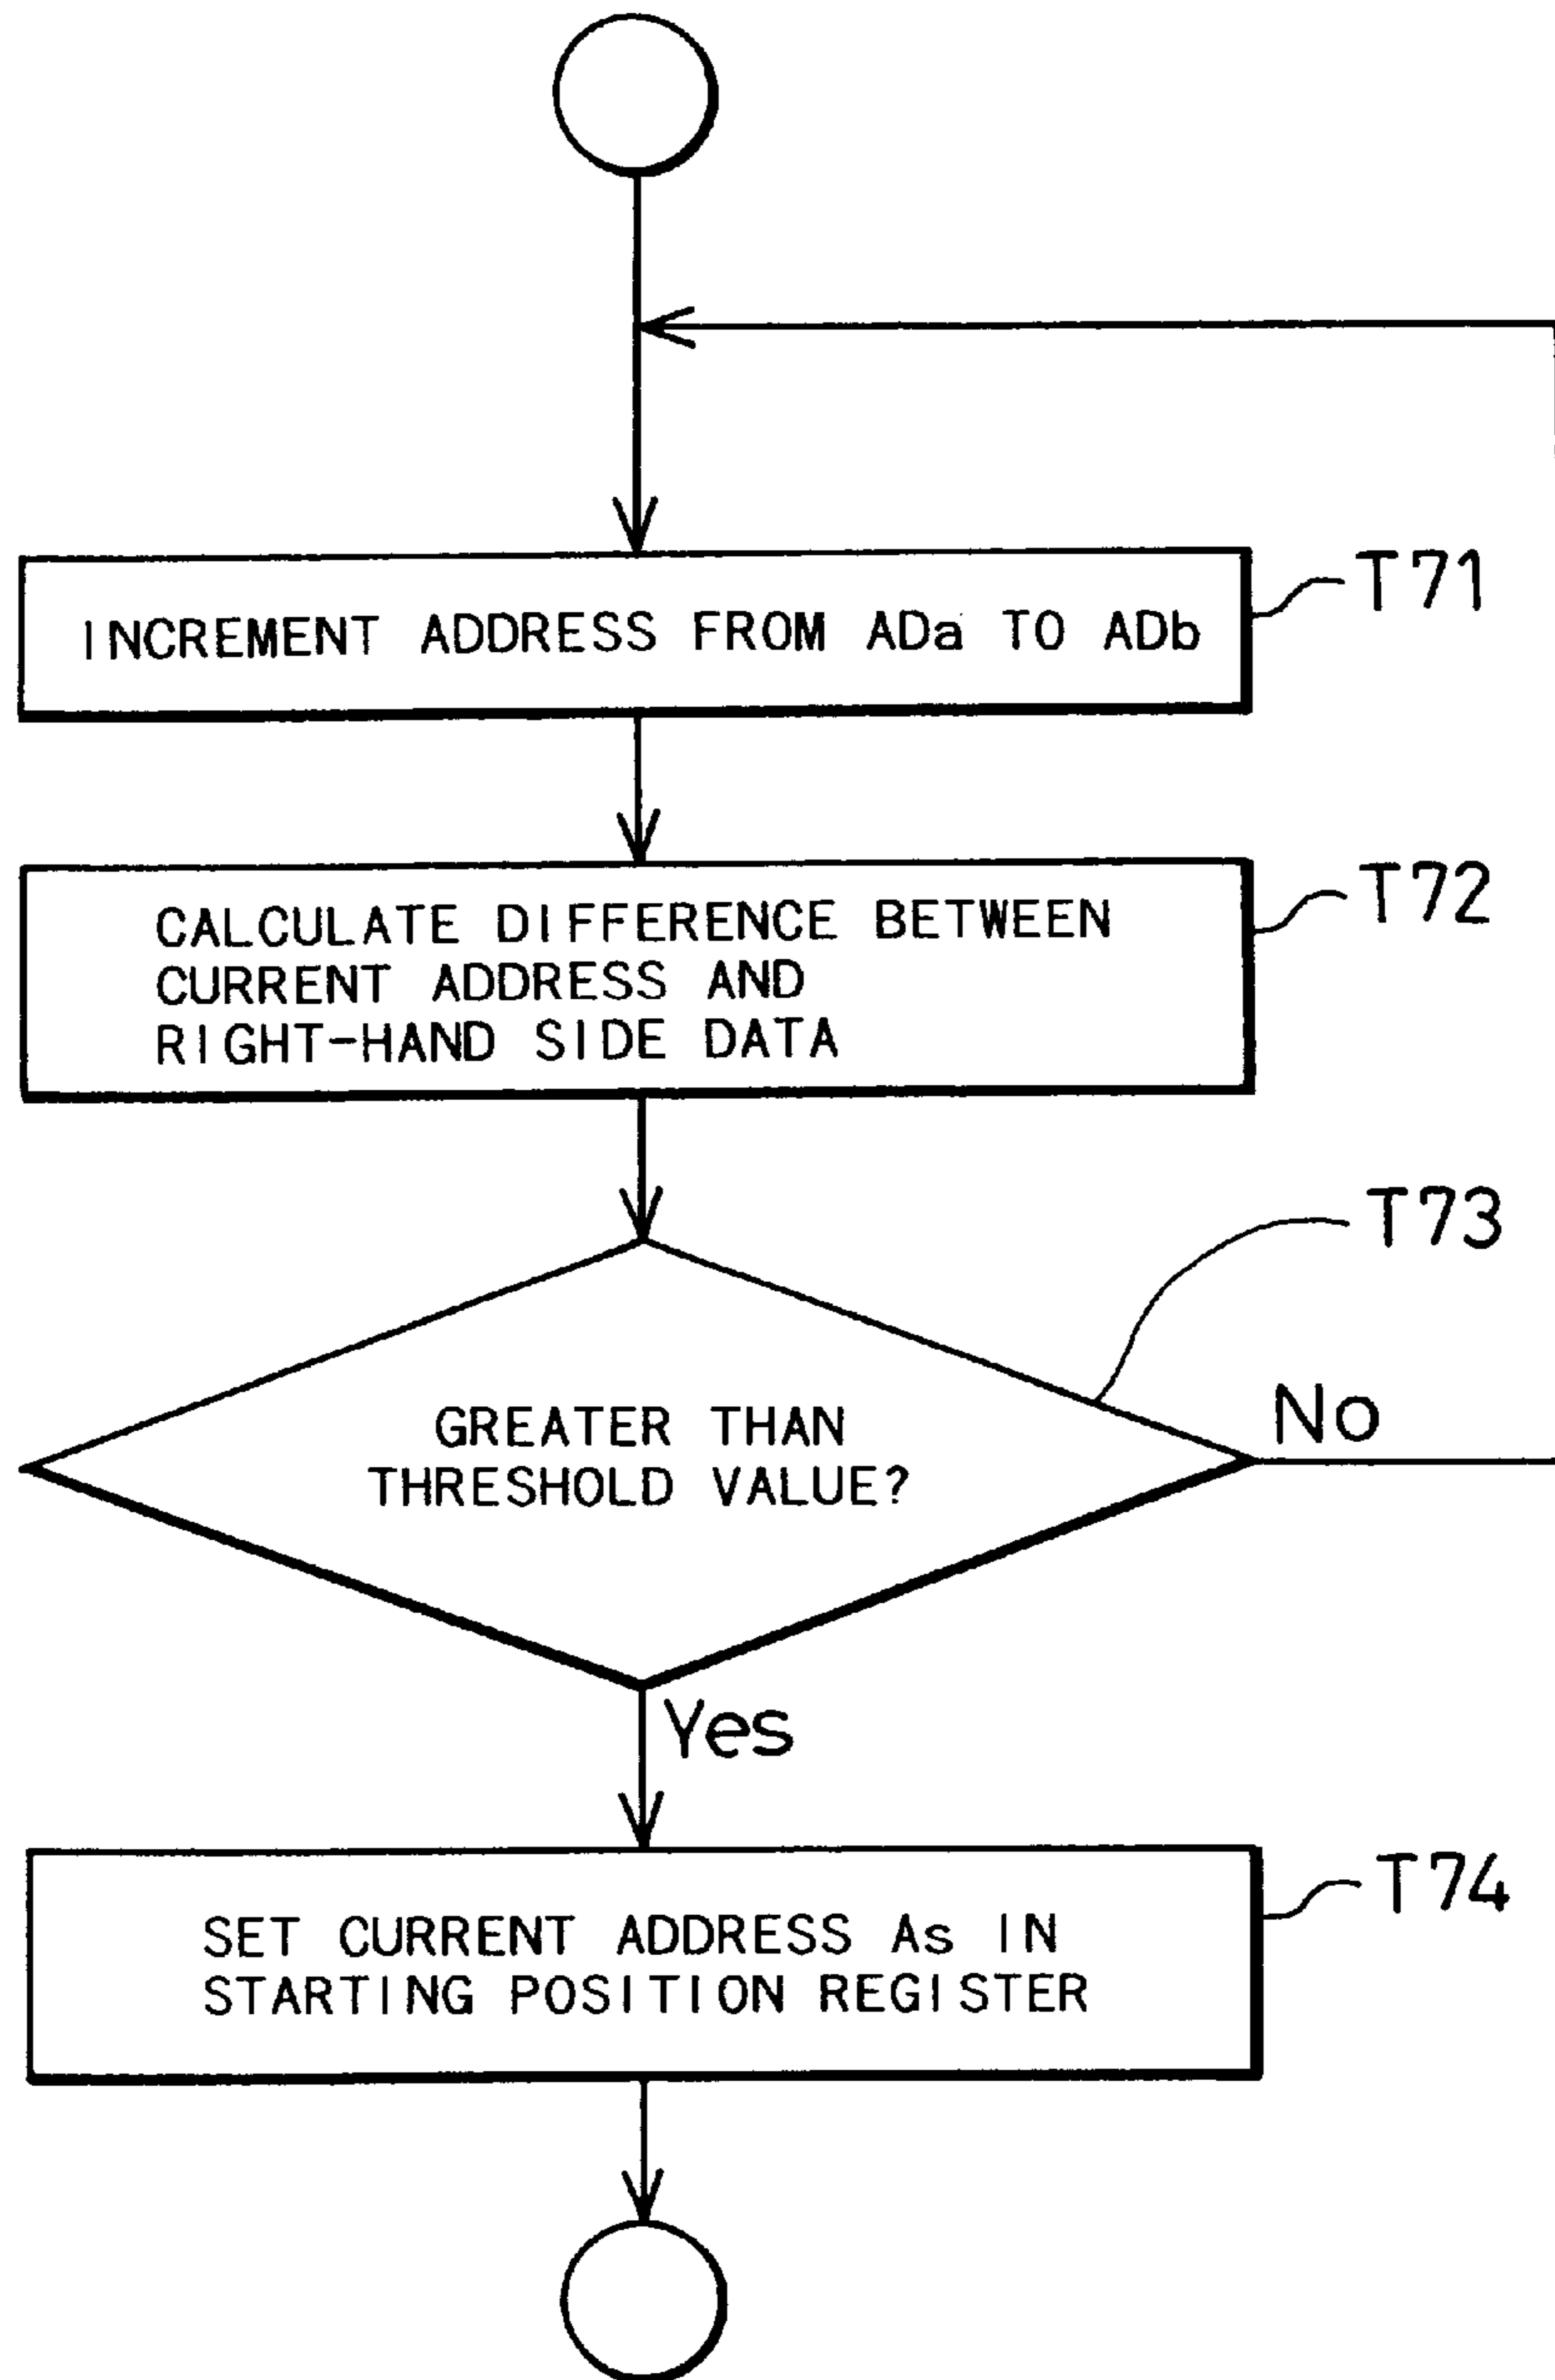 INCREMENT ADDRESS FROM ADa TO ADb
T71
CALCULATE DIFFERENCE BETWEEN
CURRENT ADDRESS AND
RIGHT-HAND SIDE DATA
T72
T73
GREATER THAN
THRESHOLD VALUE?
No
Yes
SET CURRENT ADDRESS As IN
STARTING POSITION REGISTER
T74